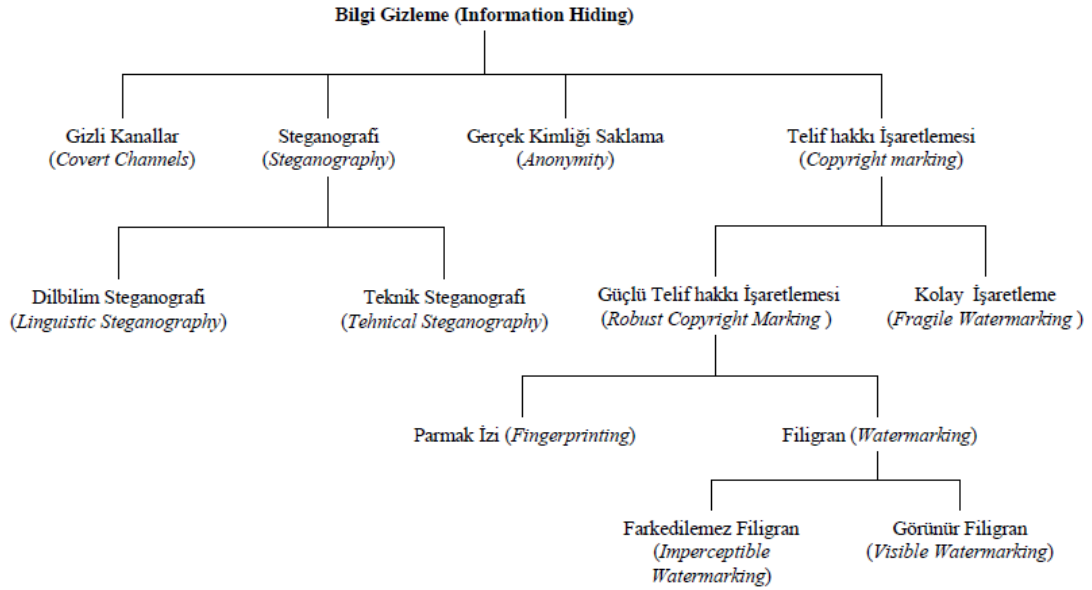 Bilgi Gizleme (Information Hiding)
Gizli Kanallar
(Covert Channels)
Steganografi
(Steganography)
Gerçek Kimliği Saklama
(Anonymity)
Telif hakkı İşaretlemesi
(Copyright marking)
Dilbilim Steganografi
(Linguistic Steganography)
Teknik Steganografi
(Tehnical Steganography)
Güçlü Telif hakkı İşaretlemesi
(Robust Copyright Marking )
Kolay İşaretleme
(Fragile Watermarking )
Parmak İzi (Fingerprinting)
Filigran (Watermarking)
Farkedilemez Filigran
(Imperceptible
Watermarking)
Görünür Filigran
(Visible Watermarking)